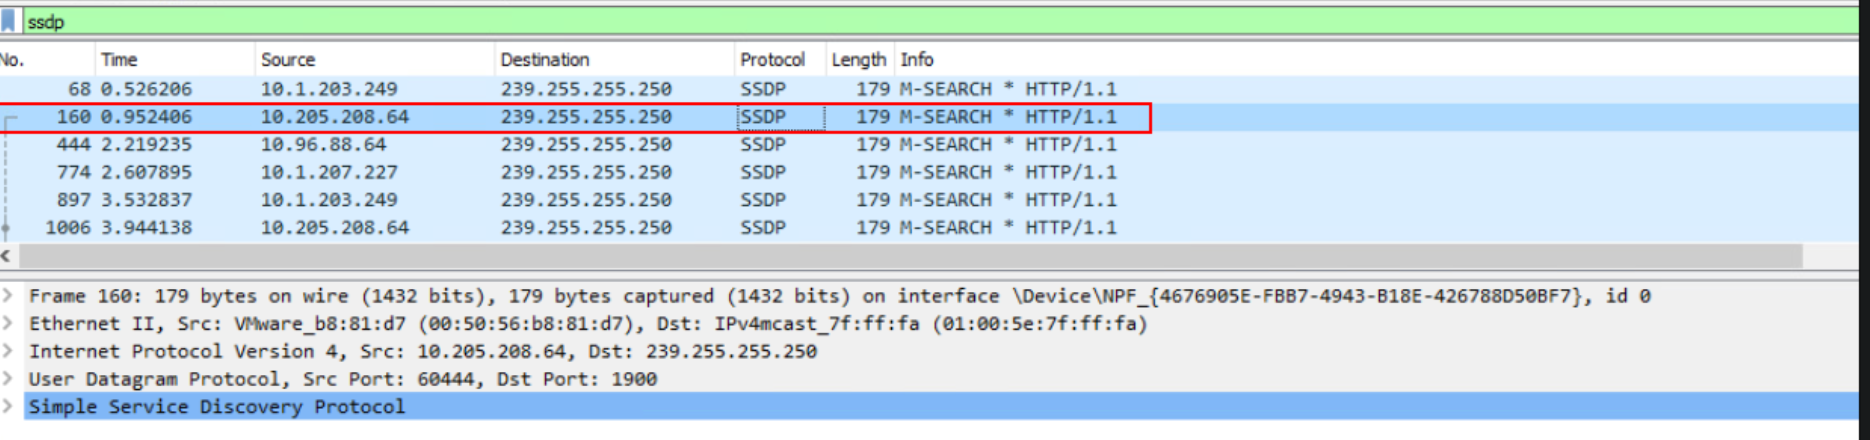 ssdp
No. Time Source Destination Protocol Length Info
68 0.526206 10.1.203.249 239.255.255.250 SSDP 179 M-SEARCH * HTTP/1.1
160 0.952406 10.205.208.64 239.255.255.250 SSDP 179 M-SEARCH * HTTP/1.1
444 2.219235 10.96.88.64 239.255.255.250 SSDP 179 M-SEARCH * HTTP/1.1
774 2.607895 10.1.207.227 239.255.255.250 SSDP 179 M-SEARCH * HTTP/1.1
897 3.532837 10.1.203.249 239.255.255.250 SSDP 179 M-SEARCH * HTTP/1.1
1006 3.944138 10.205.208.64 239.255.255.250 SSDP 179 M-SEARCH * HTTP/1.1
Frame 160: 179 bytes on wire (1432 bits), 179 bytes captured (1432 bits) on interface \Device\NPF_{4676905E-FBB7-4943-B18E-426788D50BF7}, id 0
Ethernet II, Src: VMware_b8:81:d7 (00:50:56:b8:81:d7), Dst: IPv4mcast_7f:ff:fa (01:00:5e:7f:ff:fa)
Internet Protocol Version 4, Src: 10.205.208.64, Dst: 239.255.255.250
User Datagram Protocol, Src Port: 60444, Dst Port: 1900
Simple Service Discovery Protocol